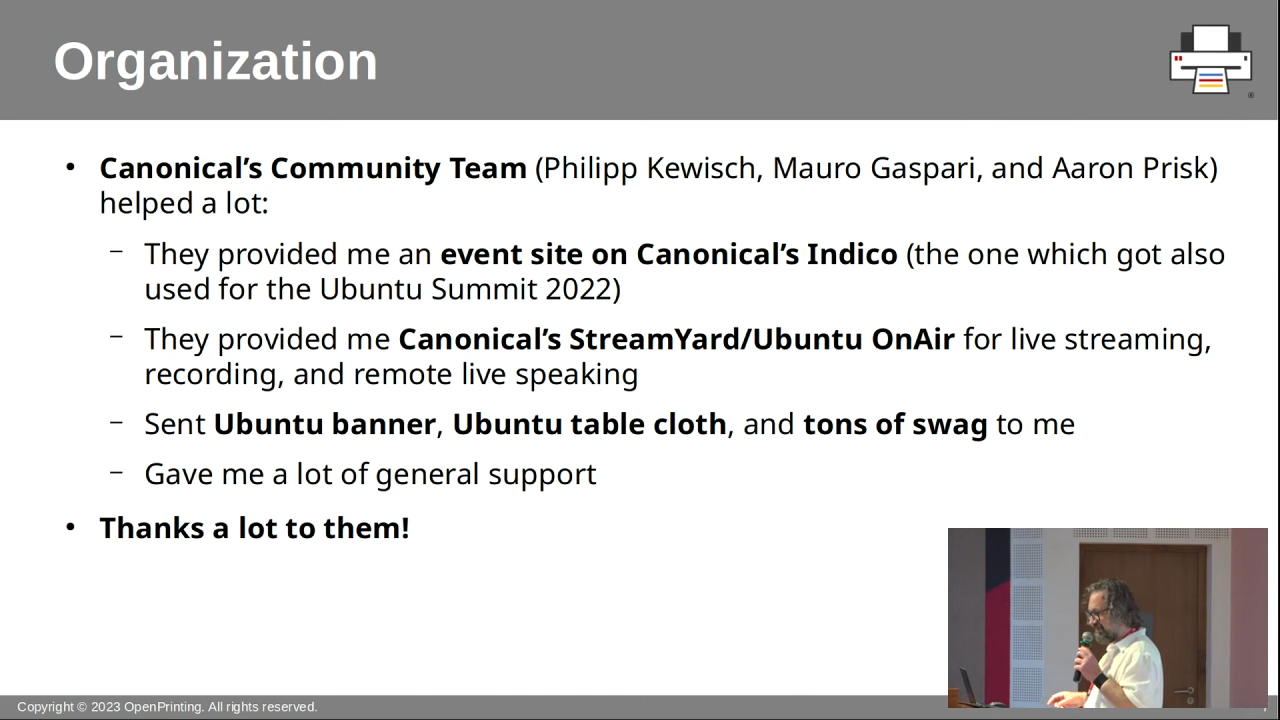 Organization
®
• Canonical’s Community Team (Philipp Kewisch, Mauro Gaspari, and Aaron Prisk)
helped a lot:
– They provided me an event site on Canonical’s Indico (the one which got also
used for the Ubuntu Summit 2022)
– They provided me Canonical’s StreamYard/Ubuntu OnAir for live streaming,
recording, and remote live speaking
– Sent Ubuntu banner, Ubuntu table cloth, and tons of swag to me
– Gave me a lot of general support
• Thanks a lot to them!
Copyright © 2023 OpenPrinting. All rights reserved.